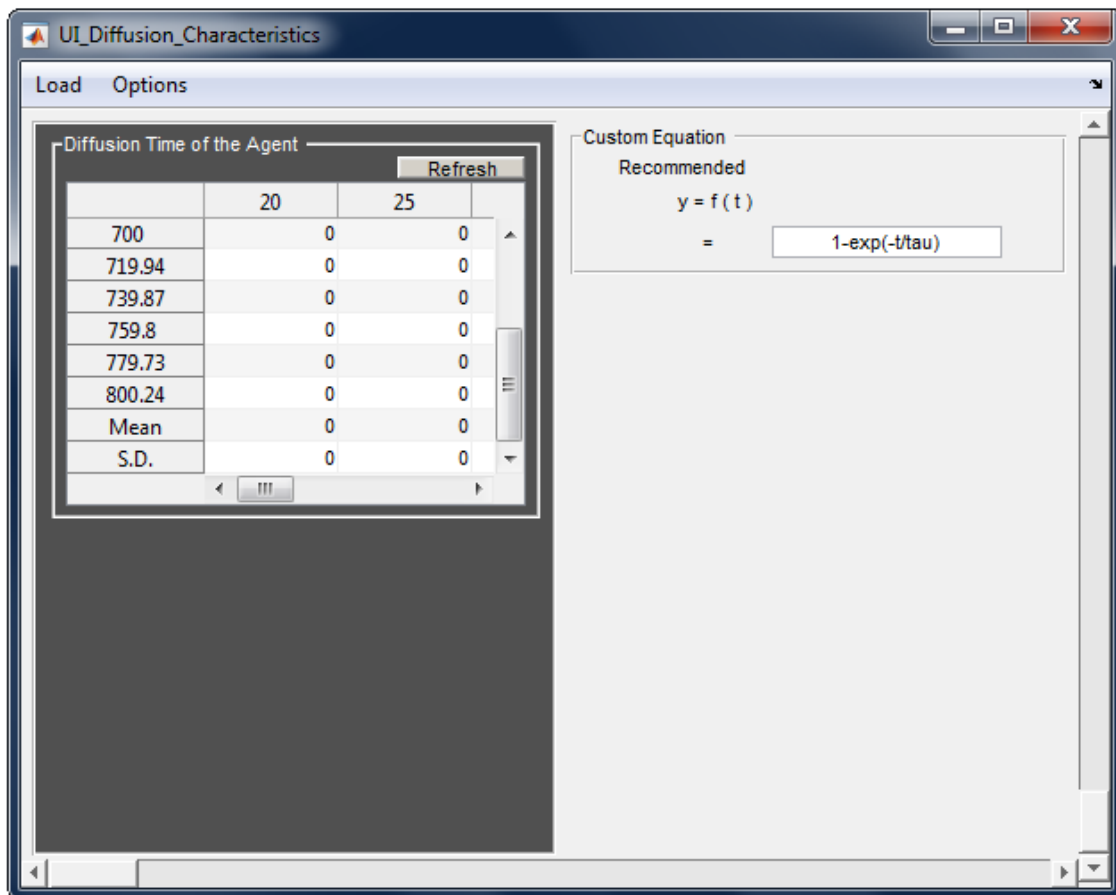 UI_Diffusion_Characteristics
Load Options
Diffusion Time of the Agent
Refresh
20 25
700 0 0
719.94 0 0
739.87 0 0
759.8 0 0
779.73 0 0
800.24 0 0
Mean 0 0
S.D. 0 0
Custom Equation
Recommended
y = f ( t )
= 1-exp(-t/tau)